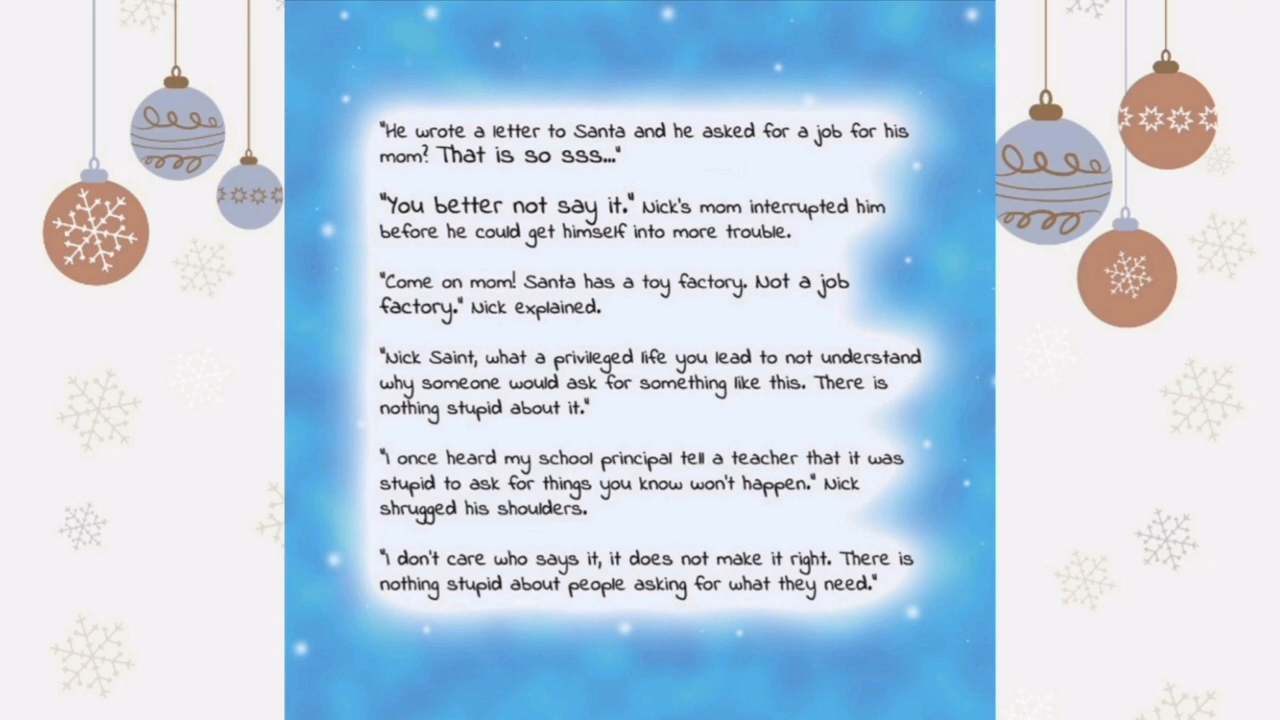 "He wrote a letter to Santa and he asked for a job for his
mom? That is so sss..."
"You better not say it." Nick's mom interrupted him
before he could get himself into more trouble.
"Come on mom! Santa has a toy factory. Not a job
factory." Nick explained.
"Nick Saint, what a privileged life you lead to not understand
why someone would ask for something like this. There is
nothing stupid about it."
"I once heard my school principal tell a teacher that it was
stupid to ask for things you know won't happen." Nick
shrugged his shoulders.
"I don't care who says it, it does not make it right. There is
nothing stupid about people asking for what they need."